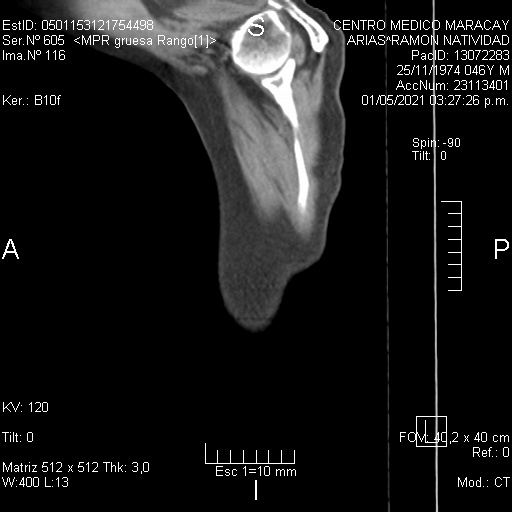 EstID: 0501153121754498
Ser.Nº 605 <MPR gruesa Rango[1]>
Ima.Nº 116
Ker.: B10f
S
CENTRO MEDICO MARACAY
ARIAS^RAMON NATIVIDAD
PacID: 13072283
25/11/1974 046Y M
AccNum: 23113401
01/05/2021 03:27:26 p.m.
Spin: -90
Tilt: 0
A
P
KV: 120
Tilt: 0
Matriz 512 x 512 Thk: 3,0
W:400 L:13
Esc 1=10 mm
I
L
FOV: 40,2 x 40 cm
Ref.: 0
Mod.: CT